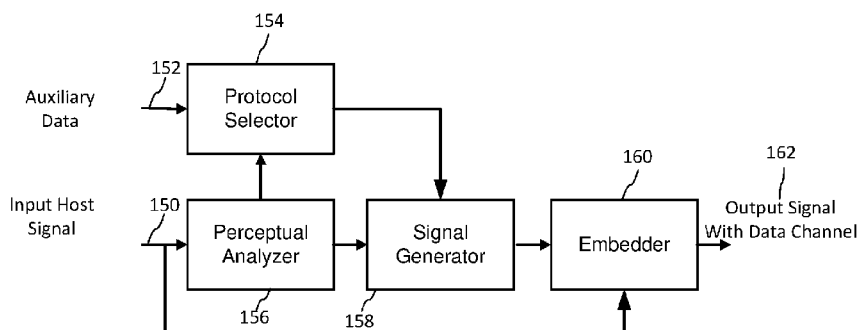 154
152
Auxiliary
Data
Protocol
Selector
160
162
Input Host
Signal
150
Perceptual
Analyzer
Signal
Generator
Embedder
Output Signal
With Data Channel
156
158